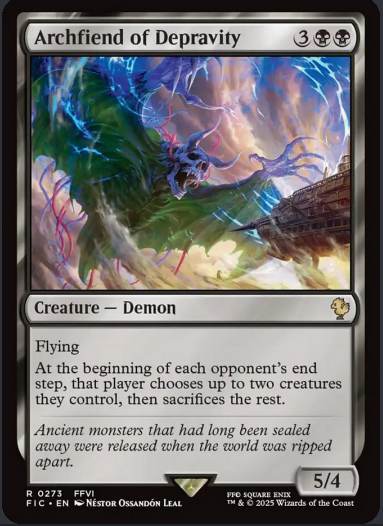 Archfiend of Depravity 3
Creature — Demon
Flying
At the beginning of each opponent's end
step, that player chooses up to two creatures
they control, then sacrifices the rest.
Ancient monsters that had long been sealed
away were released when the world was ripped
apart.
5/4
R 0273 FFVI
FIC • EN Néstor Ossandón Leal
FF© SQUARE ENIX
™ & © 2025 Wizards of the Coast